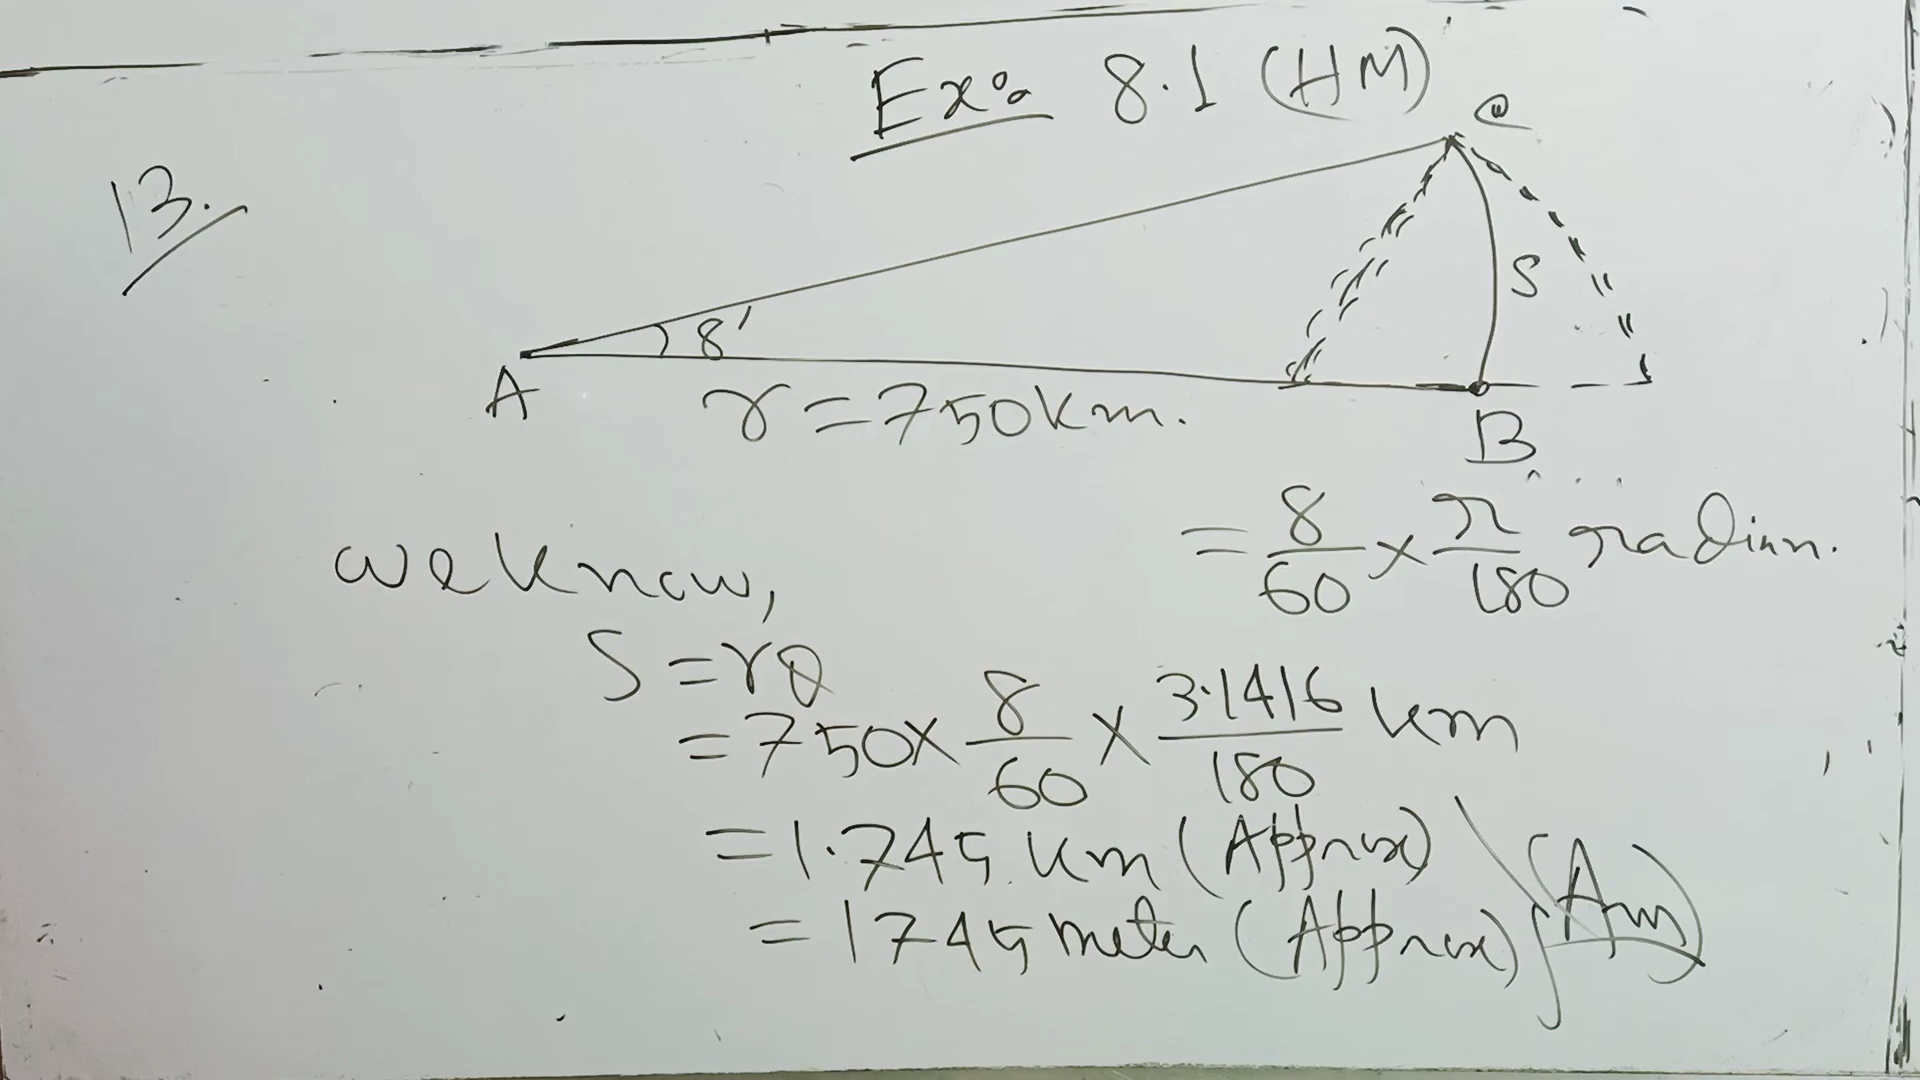 Ex: 8.1 (HM)
13.
C
8'
S
A
r = 750 km.
B
= 8/60 × π/180 radian.
We know,
S = rθ
= 750 × 8/60 × 3.1416/180 km
= 1.745 km (Approx)
= 1745 meter (Approx) (Ans)